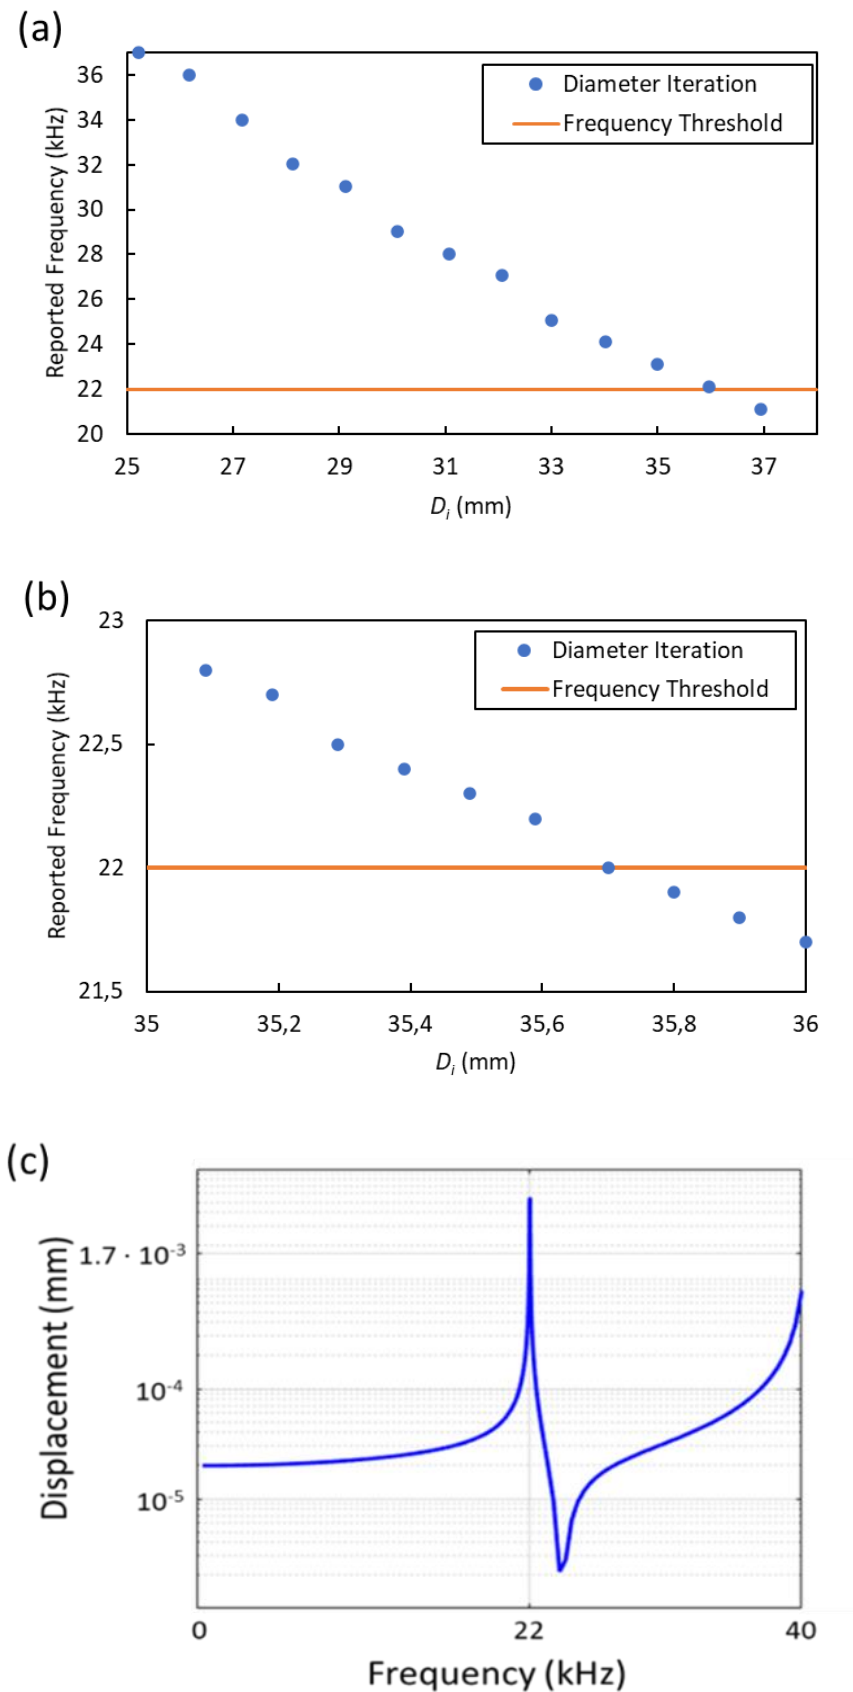 (a)
Reported Frequency (kHz)
36
34
32
30
28
26
24
22
20
Diameter Iteration
Frequency Threshold
25 27 29 31 33 35 37
Di (mm)
(b)
Reported Frequency (kHz)
23
22,5
22
21,5
Diameter Iteration
Frequency Threshold
35 35,2 35,4 35,6 35,8 36
Di (mm)
(c)
Displacement (mm)
1.7 · 10-3
10-4
10-5
0 22 40
Frequency (kHz)